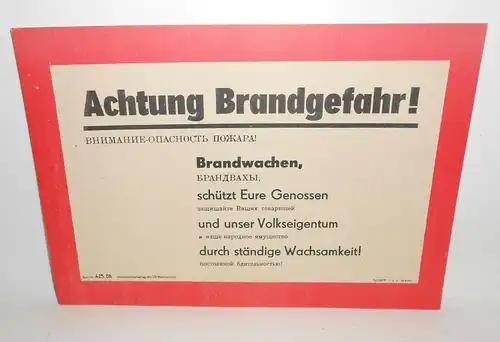 Achtung Brandgefahr!
ВНИМАНИЕ-ОПАСНОСТЬ ПОЖАРА!
Brandwachen,
БРАНДВАХЫ,
schützt Eure Genossen
защищайте Ваших товарищей
und unser Volkseigentum
и наше народное имущество
durch ständige Wachsamkeit!
постоянной бдительностью!